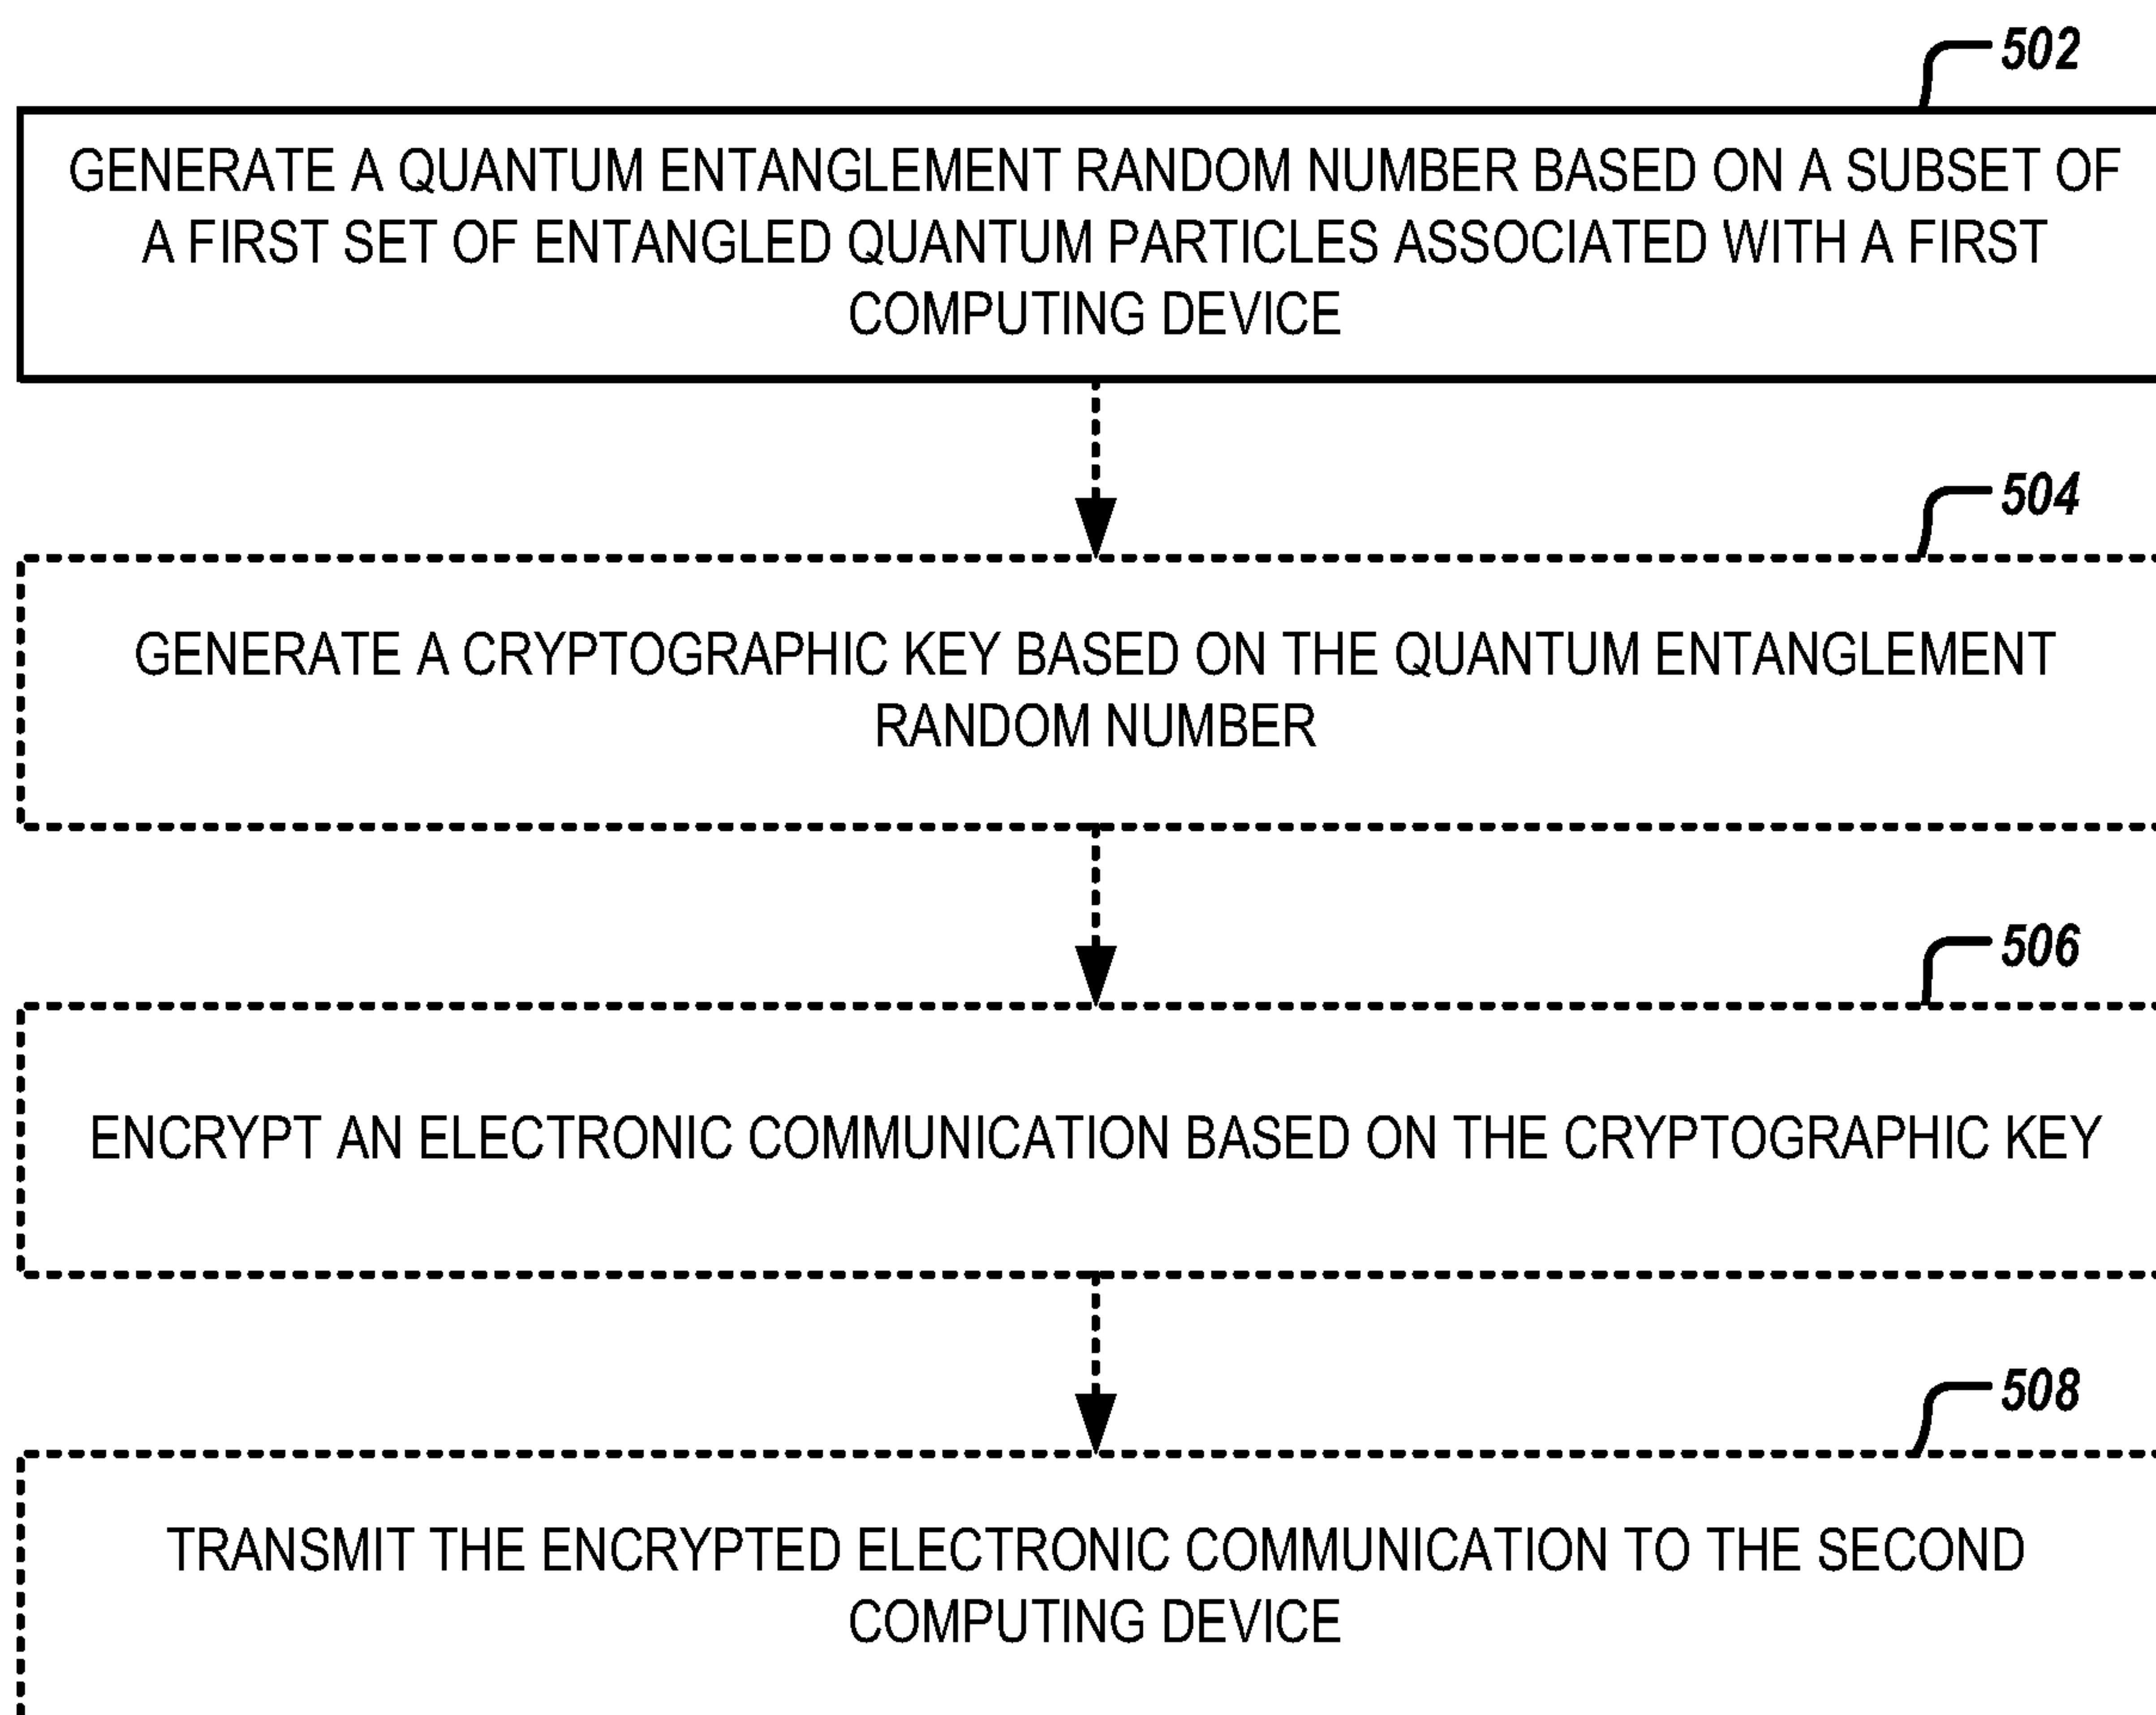 502
GENERATE A QUANTUM ENTANGLEMENT RANDOM NUMBER BASED ON A SUBSET OF
A FIRST SET OF ENTANGLED QUANTUM PARTICLES ASSOCIATED WITH A FIRST
COMPUTING DEVICE
504
GENERATE A CRYPTOGRAPHIC KEY BASED ON THE QUANTUM ENTANGLEMENT
RANDOM NUMBER
506
ENCRYPT AN ELECTRONIC COMMUNICATION BASED ON THE CRYPTOGRAPHIC KEY
508
TRANSMIT THE ENCRYPTED ELECTRONIC COMMUNICATION TO THE SECOND
COMPUTING DEVICE